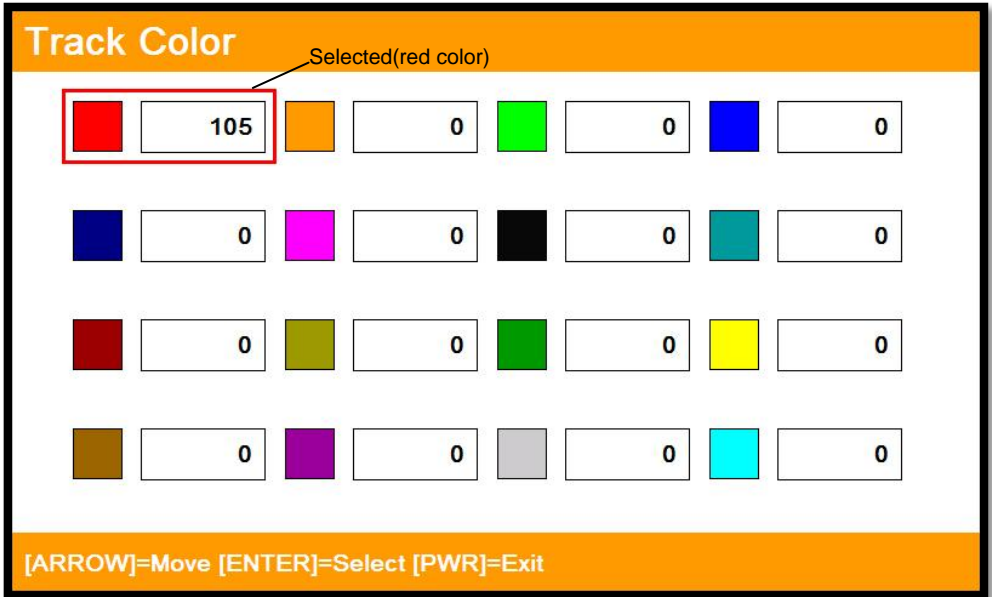 Track Color
Selected(red color)
105 0 0 0
0 0 0 0
0 0 0 0
0 0 0 0
[ARROW]=Move [ENTER]=Select [PWR]=Exit